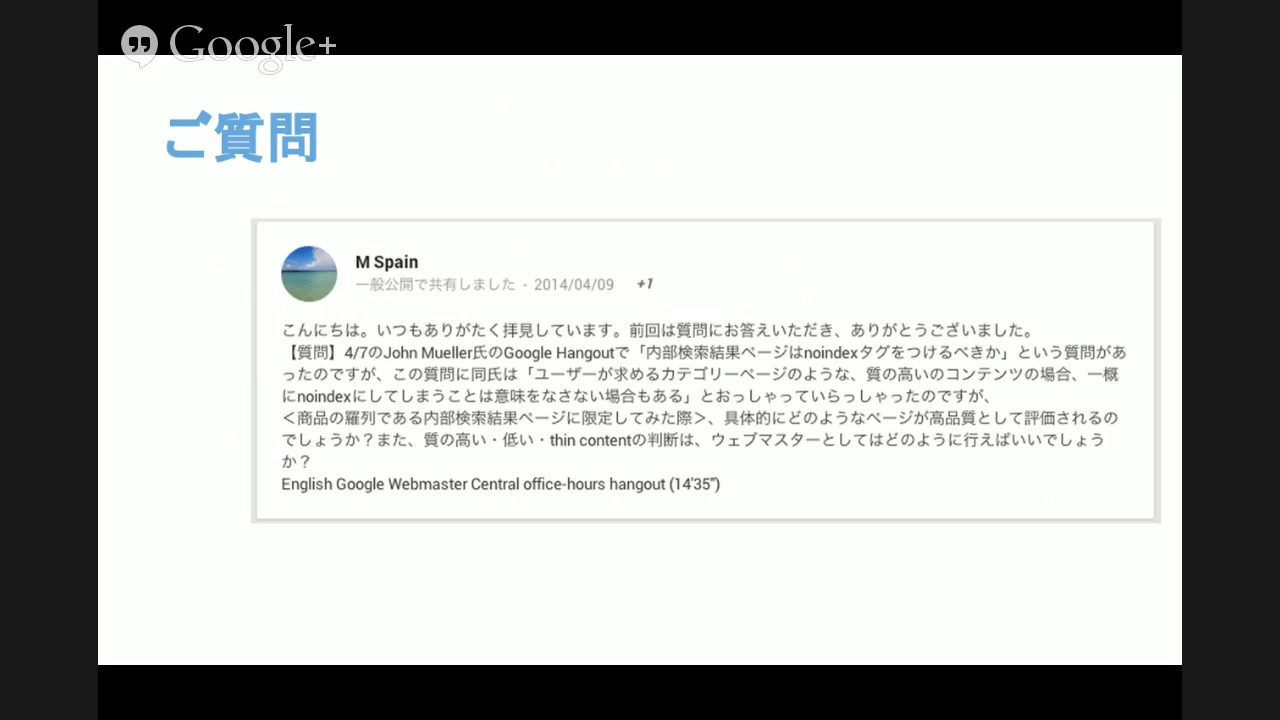 Google+
ご質問
M Spain
一般公開で共有しました - 2014/04/09 +1
こんにちは。いつもありがたく拝見しています。前回は質問にお答えいただき、ありがとうございました。
【質問】4/7のJohn Mueller氏のGoogle Hangoutで「内部検索結果ページはnoindexタグをつけるべきか」という質問があ
ったのですが、この質問に同氏は「ユーザーが求めるカテゴリーページのような、質の高いのコンテンツの場合、一概
にnoindexにしてしまうことは意味をなさない場合もある」とおっしゃっていらっしゃったのですが、
＜商品の羅列である内部検索結果ページに限定してみた際＞、具体的にどのようなページが高品質として評価されるの
でしょうか？また、質の高い・低い・thin contentの判断は、ウェブマスターとしてはどのように行えばいいでしょう
か？
English Google Webmaster Central office-hours hangout (14'35")